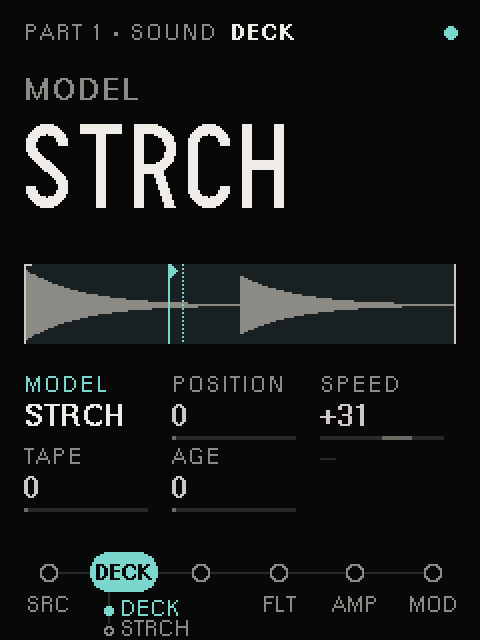 PART 1 · SOUND DECK
MODEL
STRCH
MODEL POSITION SPEED
STRCH 0 +31
TAPE AGE —
0 0
DECK
SRC DECK FLT AMP MOD
STRCH